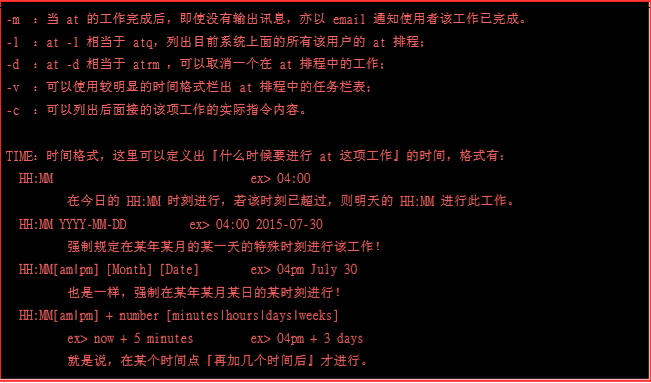 -m ：当 at 的工作完成后，即使没有输出讯息，亦以 email 通知使用者该工作已完成。
-l ：at -l 相当于 atq，列出目前系统上面的所有该用户的 at 排程；
-d ：at -d 相当于 atrm ，可以取消一个在 at 排程中的工作；
-v ：可以使用较明显的时间格式栏出 at 排程中的任务栏表；
-c ：可以列出后面接的该项工作的实际指令内容。
TIME：时间格式，这里可以定义出『什么时候要进行 at 这项工作』的时间，格式有：
HH:MM ex> 04:00
在今日的 HH:MM 时刻进行，若该时刻已超过，则明天的 HH:MM 进行此工作。
HH:MM YYYY-MM-DD ex> 04:00 2015-07-30
强制规定在某年某月的某一天的特殊时刻进行该工作！
HH:MM[am|pm] [Month] [Date] ex> 04pm July 30
也是一样，强制在某年某月某日的某时刻进行！
HH:MM[am|pm] + number [minutes|hours|days|weeks]
ex> now + 5 minutes ex> 04pm + 3 days
就是说，在某个时间点『再加几个时间后』才进行。